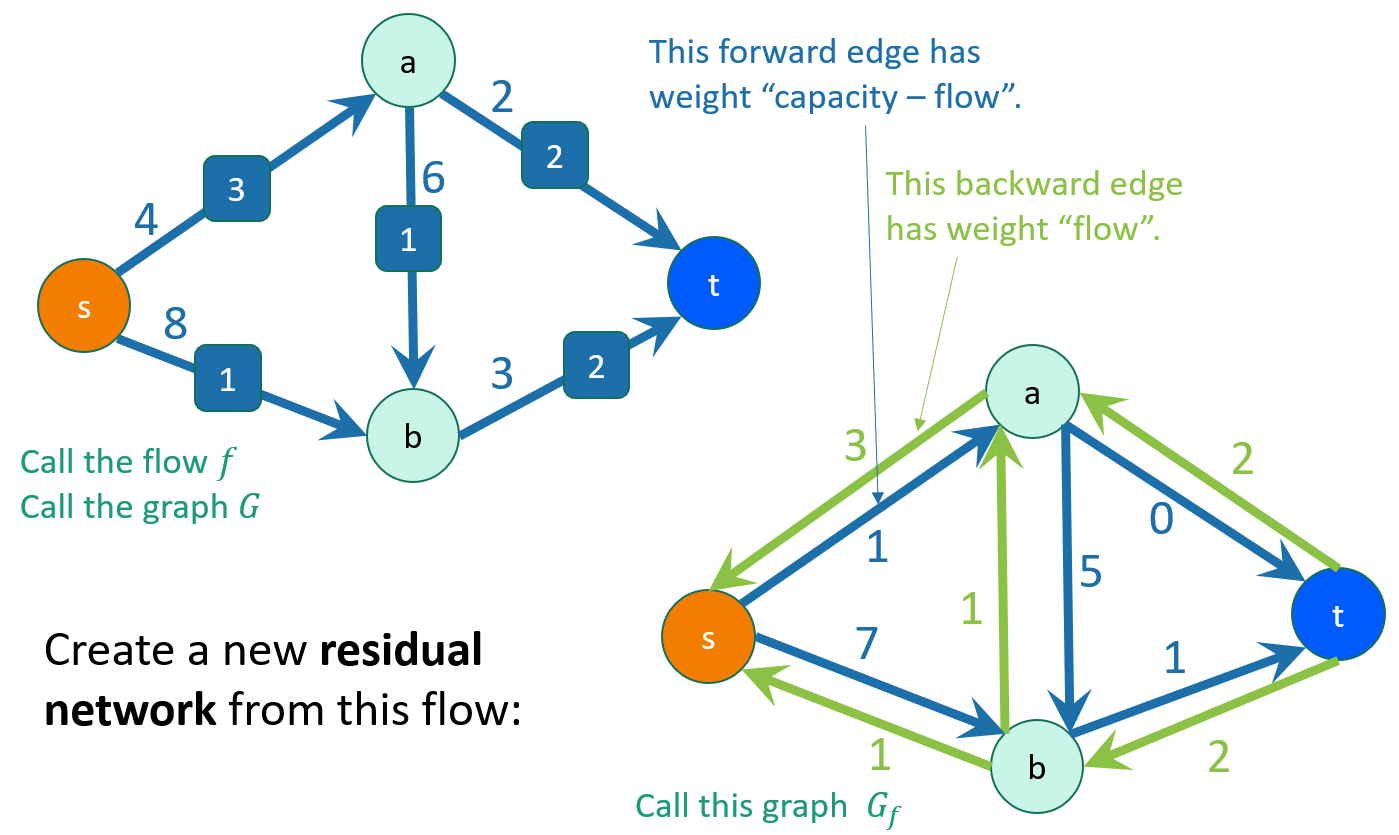 a
2
2
6
3
4
1
s
t
8
1
3
2
b
Call the flow f
Call the graph G
Create a new residual
network from this flow:
This forward edge has
weight “capacity – flow”.
This backward edge
has weight “flow”.
a
3
2
1
0
5
1
s
t
7
1
1
2
b
Call this graph G_f